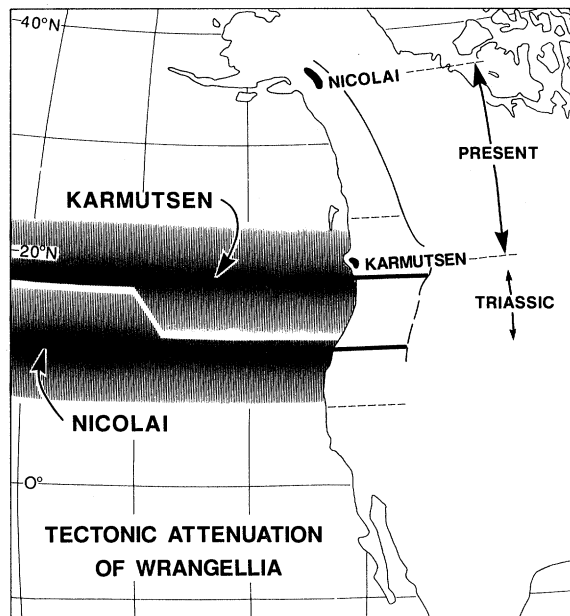 40°N
NICOLAI
PRESENT
KARMUTSEN
20°N
KARMUTSEN
TRIASSIC
NICOLAI
0°
TECTONIC ATTENUATION
OF WRANGELLIA